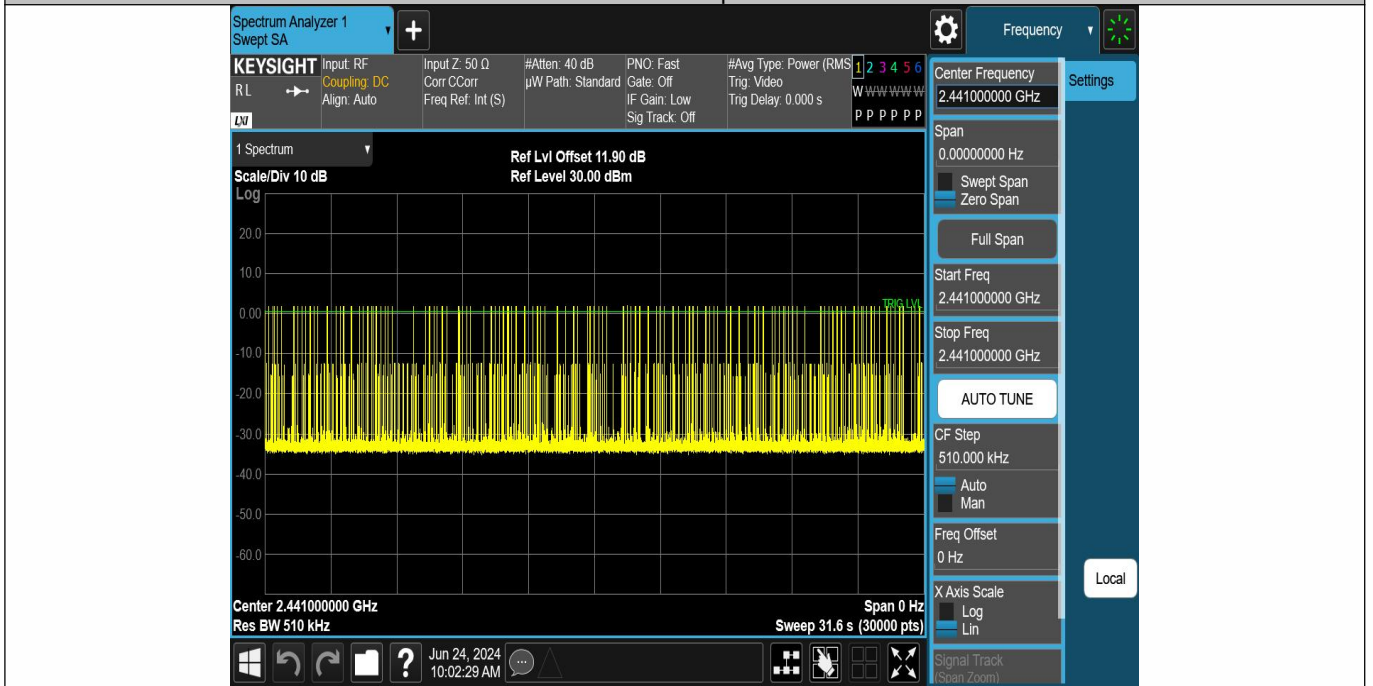 Spectrum Analyzer 1
Swept SA
+
Frequency
KEYSIGHT
RL
LXI
Input: RF
Coupling: DC
Align: Auto
Input Z: 50 Ω
Corr CCorr
Freq Ref: Int (S)
#Atten: 40 dB
µW Path: Standard
PNO: Fast
Gate: Off
IF Gain: Low
Sig Track: Off
#Avg Type: Power (RMS
Trig: Video
Trig Delay: 0.000 s
1 2 3 4 5 6
W W W W W W
P P P P P P
Center Frequency
2.441000000 GHz
Settings
Span
0.00000000 Hz
Swept Span
Zero Span
Full Span
Start Freq
2.441000000 GHz
Stop Freq
2.441000000 GHz
AUTO TUNE
CF Step
510.000 kHz
Auto
Man
Freq Offset
0 Hz
X Axis Scale
Log
Lin
Signal Track
(Span Zoom)
Local
1 Spectrum
Scale/Div 10 dB
Ref Lvl Offset 11.90 dB
Ref Level 30.00 dBm
Log
20.0
10.0
0.00
-10.0
-20.0
-30.0
-40.0
-50.0
-60.0
TRIG LVL
Center 2.441000000 GHz
Res BW 510 kHz
Span 0 Hz
Sweep 31.6 s (30000 pts)
?
Jun 24, 2024
10:02:29 AM